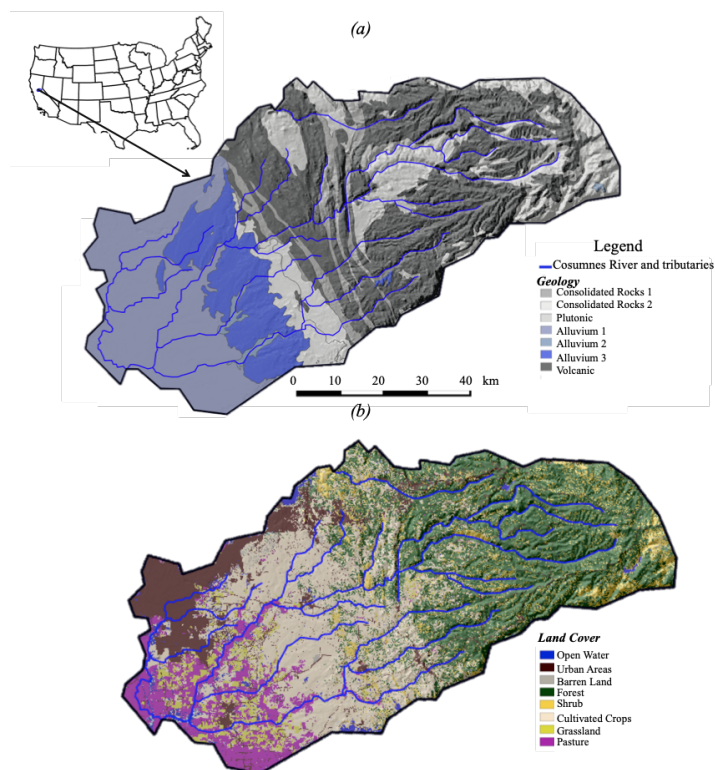 (a)
Legend
Cosumnes River and tributaries
Geology
Consolidated Rocks 1
Consolidated Rocks 2
Plutonic
Alluvium 1
Alluvium 2
Alluvium 3
Volcanic
0 10 20 30 40 km
(b)
Land Cover
Open Water
Urban Areas
Barren Land
Forest
Shrub
Cultivated Crops
Grassland
Pasture